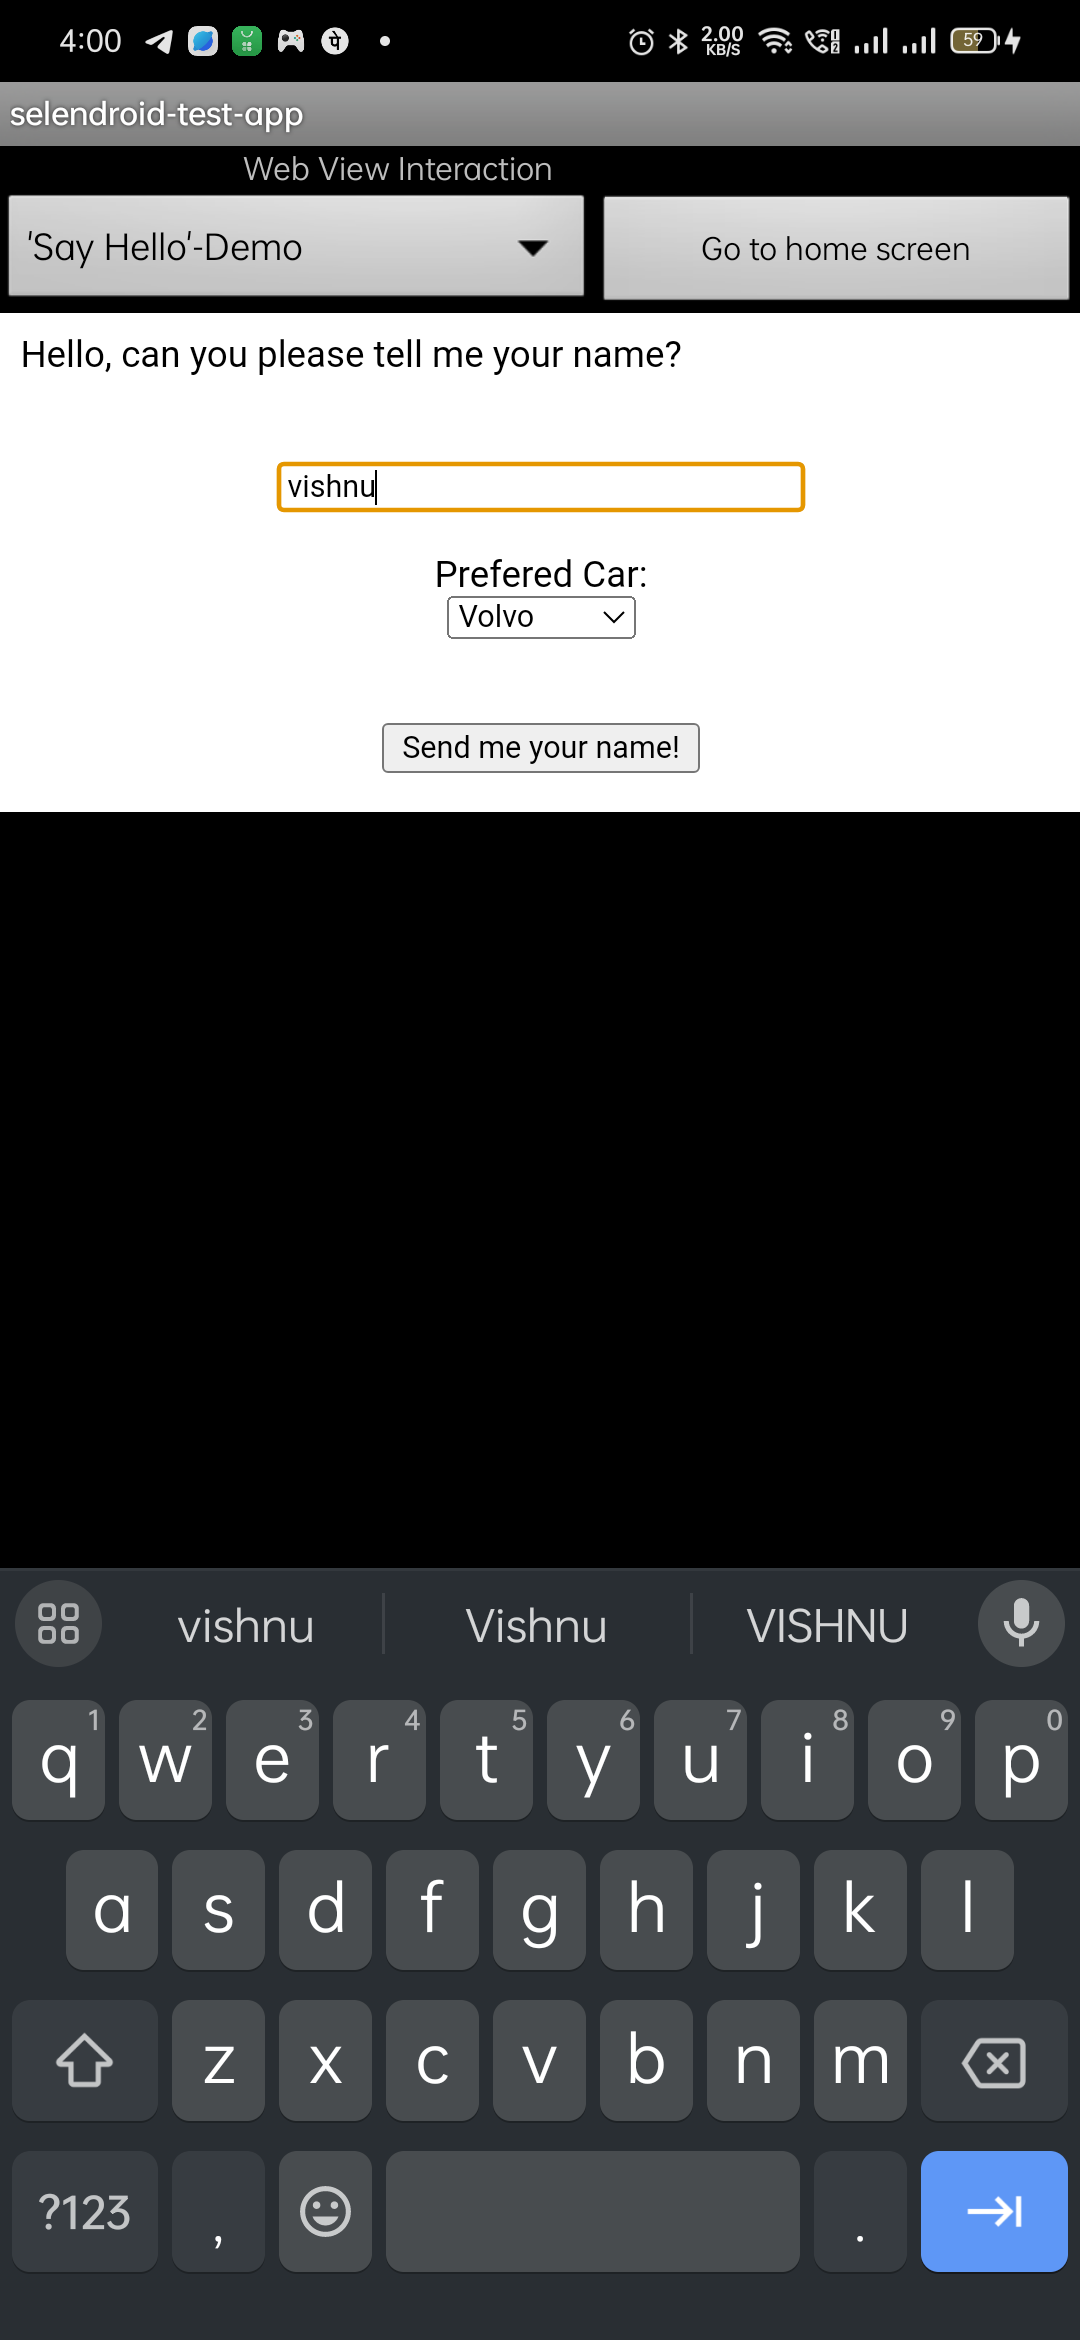 4:00 पे 2.00 KB/S 1 2 59
selendroid-test-app
Web View Interaction
'Say Hello'-Demo
Go to home screen
Hello, can you please tell me your name?
vishnu
Prefered Car:
Volvo
Send me your name!
vishnu Vishnu VISHNU
1 2 3 4 5 6 7 8 9 0
q w e r t y u i o p
a s d f g h j k l
z x c v b n m
?123 , .